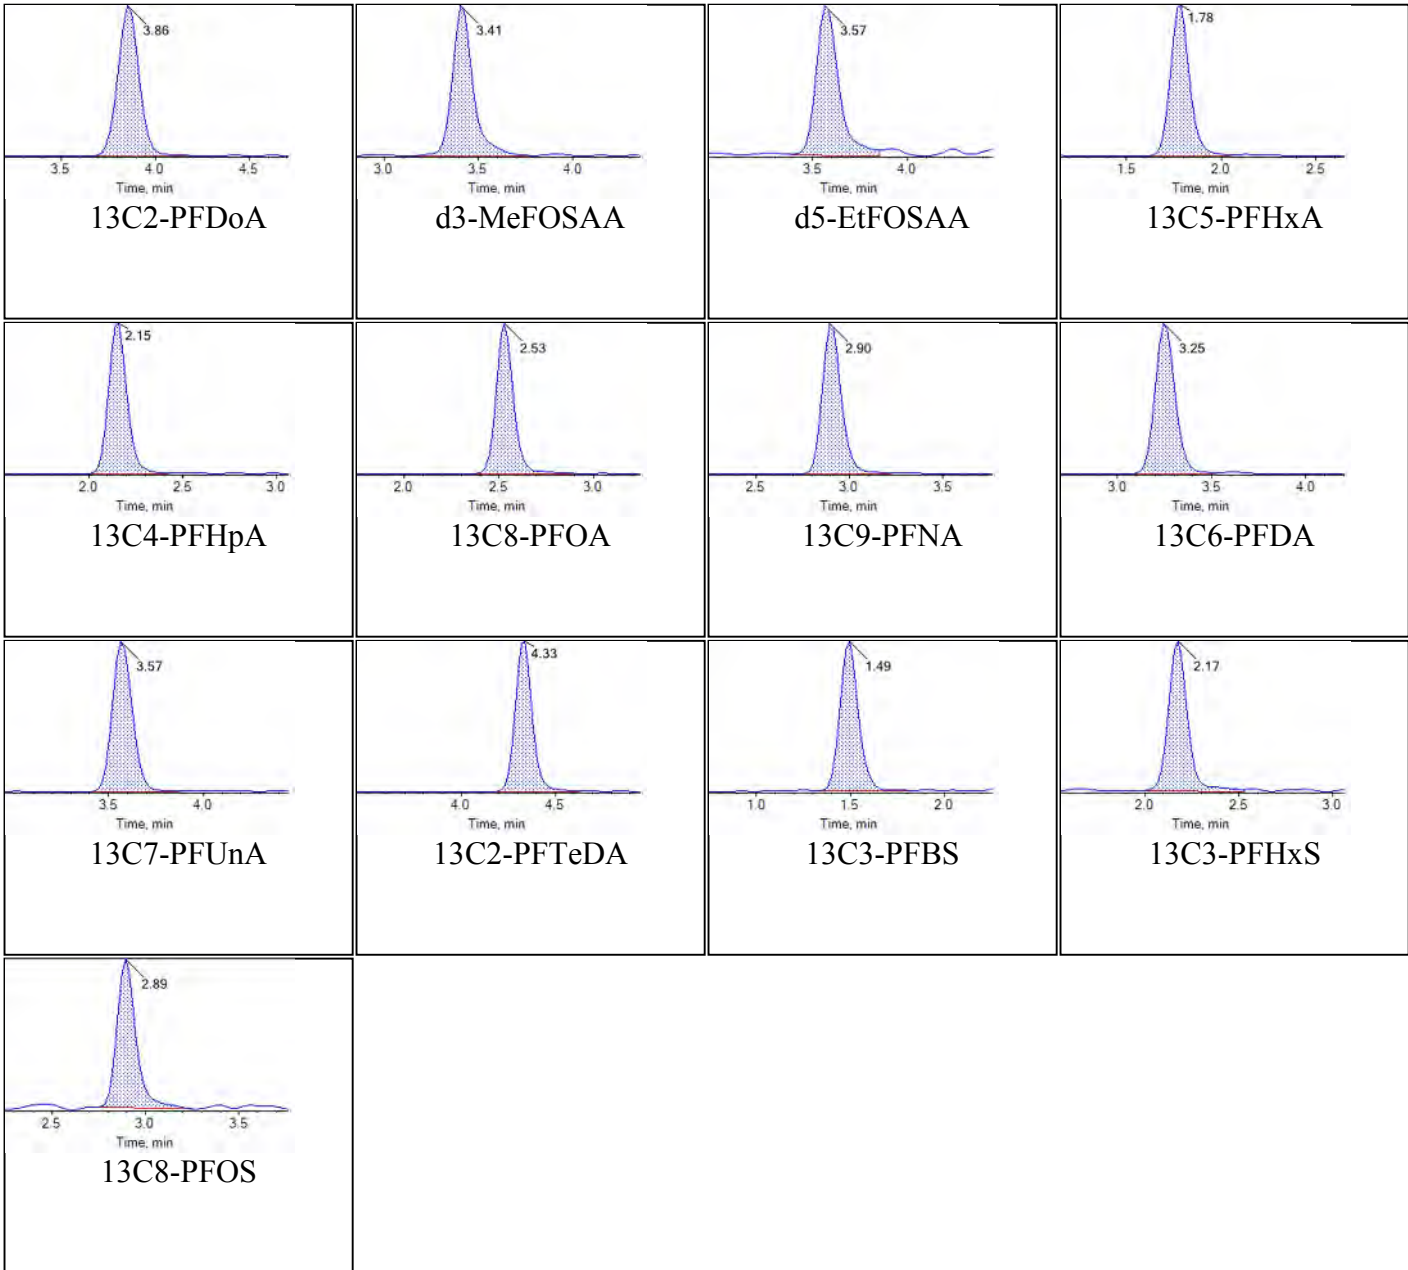 3.86
3.5 4.0 4.5
Time, min
13C2-PFDoA
3.41
3.0 3.5 4.0
Time, min
d3-MeFOSAA
3.57
3.5 4.0
Time, min
d5-EtFOSAA
1.78
1.5 2.0 2.5
Time, min
13C5-PFHxA
2.15
2.0 2.5 3.0
Time, min
13C4-PFHpA
2.53
2.0 2.5 3.0
Time, min
13C8-PFOA
2.90
2.5 3.0 3.5
Time, min
13C9-PFNA
3.25
3.0 3.5 4.0
Time, min
13C6-PFDA
3.57
3.5 4.0
Time, min
13C7-PFUnA
4.33
4.0 4.5
Time, min
13C2-PFTeDA
1.49
1.0 1.5 2.0
Time, min
13C3-PFBS
2.17
2.0 2.5 3.0
Time, min
13C3-PFHxS
2.89
2.5 3.0 3.5
Time, min
13C8-PFOS